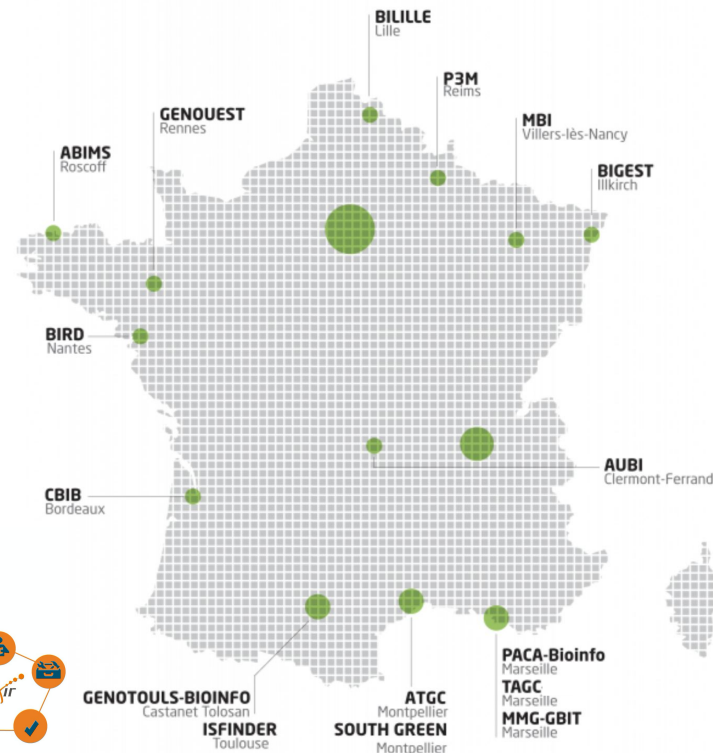 BILILLE
Lille
P3M
Reims
GENOUEST
Rennes
MBI
Villers-lès-Nancy
ABIMS
Roscoff
BIGEST
Illkirch
BIRD
Nantes
AUBI
Clermont-Ferrand
CBIB
Bordeaux
PACA-Bioinfo
Marseille
TAGC
Marseille
MMG-GBIT
Marseille
GENOTOULS-BIOINFO
Castanet Tolosan
ISFINDER
Toulouse
ATGC
Montpellier
SOUTH GREEN
Montpellier